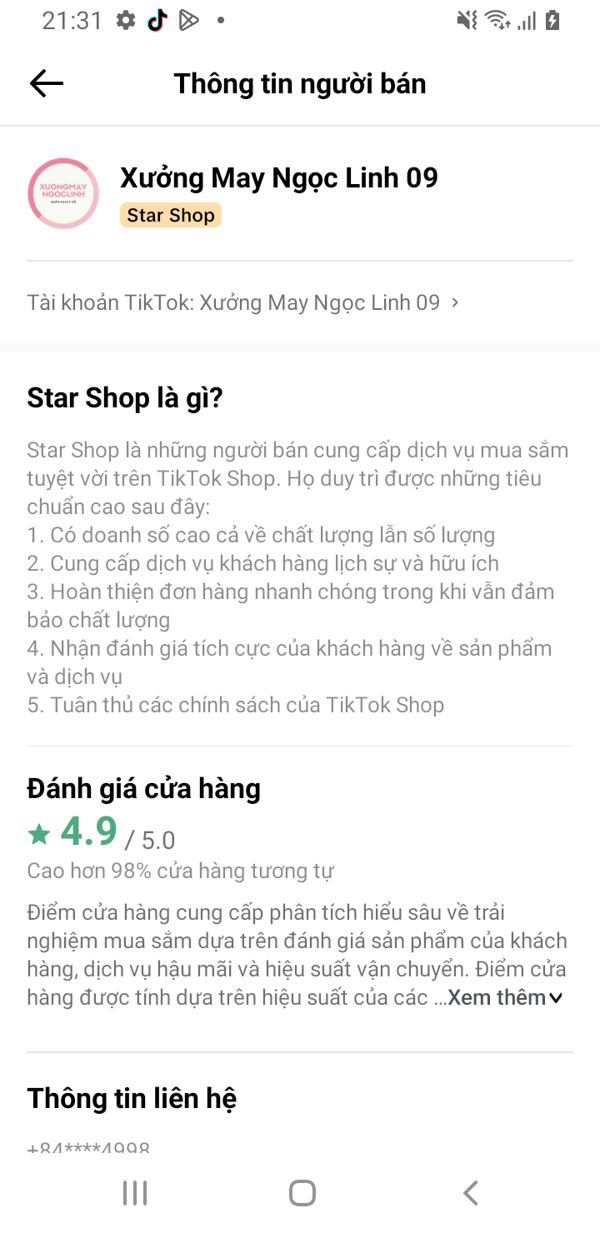 21:31
Thông tin người bán
XUONGMAY
NGOCLINH
Xưởng May Ngọc Linh 09
Star Shop
Tài khoản TikTok: Xưởng May Ngọc Linh 09 >
Star Shop là gì?
Star Shop là những người bán cung cấp dịch vụ mua sắm
tuyệt vời trên TikTok Shop. Họ duy trì được những tiêu
chuẩn cao sau đây:
1. Có doanh số cao cả về chất lượng lẫn số lượng
2. Cung cấp dịch vụ khách hàng lịch sự và hữu ích
3. Hoàn thiện đơn hàng nhanh chóng trong khi vẫn đảm
bảo chất lượng
4. Nhận đánh giá tích cực của khách hàng về sản phẩm
và dịch vụ
5. Tuân thủ các chính sách của TikTok Shop
Đánh giá cửa hàng
4.9 / 5.0
Cao hơn 98% cửa hàng tương tự
Điểm cửa hàng cung cấp phân tích hiểu sâu về trải
nghiệm mua sắm dựa trên đánh giá sản phẩm của khách
hàng, dịch vụ hậu mãi và hiệu suất vận chuyển. Điểm cửa
hàng được tính dựa trên hiệu suất của các ...Xem thêm
Thông tin liên hệ
+84****4998